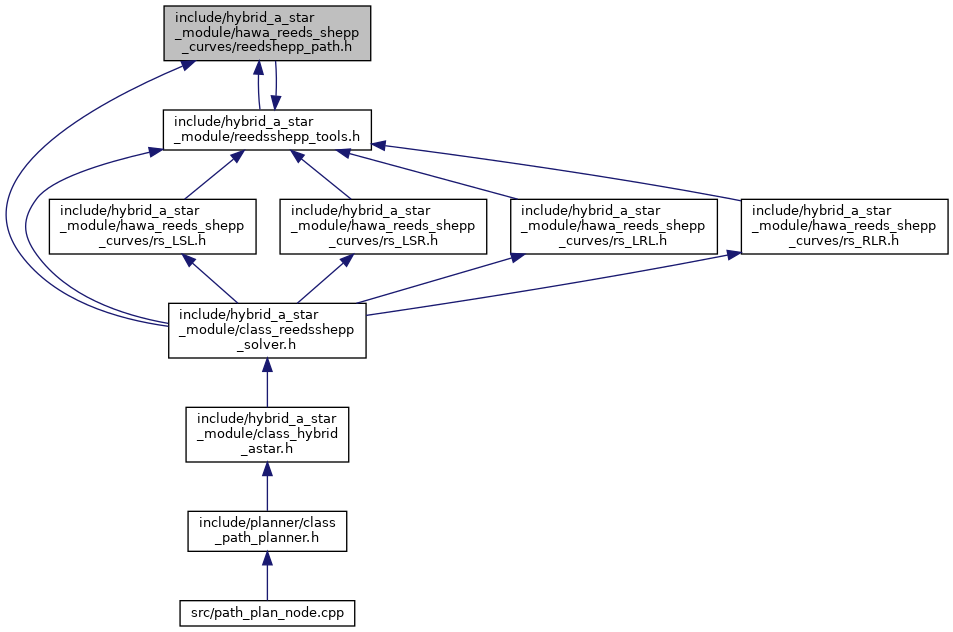 include/hybrid_a_star
_module/hawa_reeds_shepp
_curves/reedshepp_path.h
include/hybrid_a_star
_module/reedsshepp_tools.h
include/hybrid_a_star
_module/hawa_reeds_shepp
_curves/rs_LSL.h
include/hybrid_a_star
_module/hawa_reeds_shepp
_curves/rs_LSR.h
include/hybrid_a_star
_module/hawa_reeds_shepp
_curves/rs_LRL.h
include/hybrid_a_star
_module/hawa_reeds_shepp
_curves/rs_RLR.h
include/hybrid_a_star
_module/class_reedsshepp
_solver.h
include/hybrid_a_star
_module/class_hybrid
_astar.h
include/planner/class
_path_planner.h
src/path_plan_node.cpp